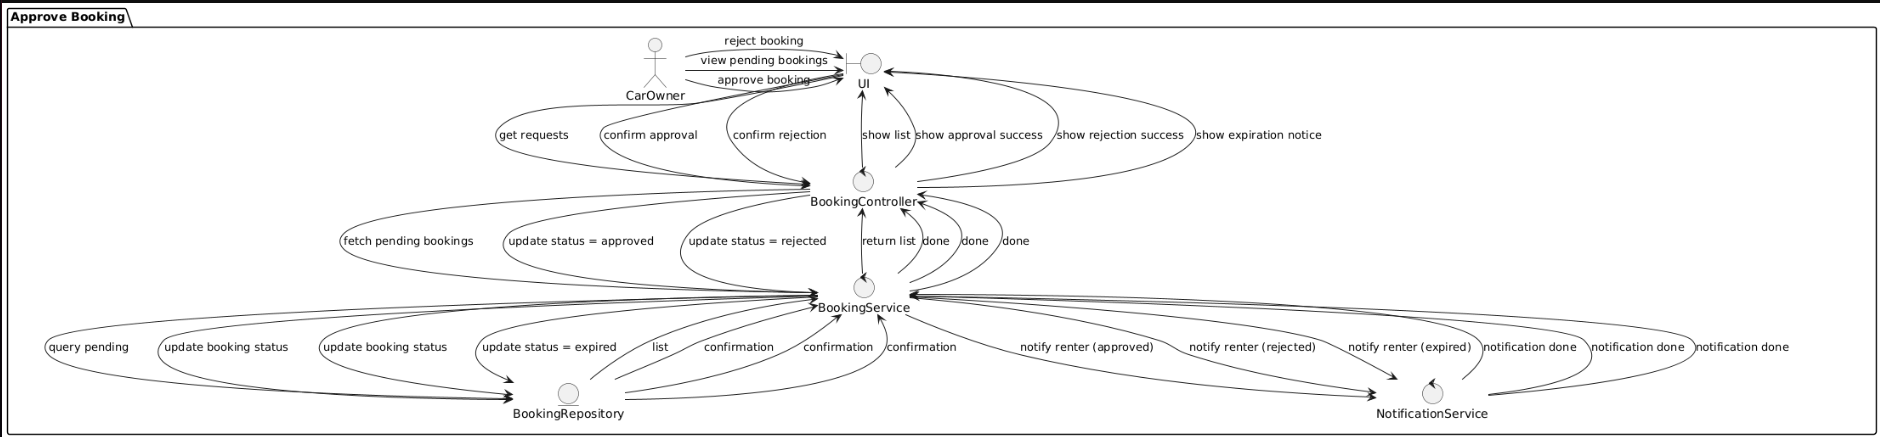 Approve Booking
reject booking
view pending bookings
approve booking
CarOwner
UI
get requests
confirm approval
confirm rejection
show list
show approval success
show rejection success
show expiration notice
BookingController
fetch pending bookings
update status = approved
update status = rejected
return list
done
done
done
BookingService
query pending
update booking status
update booking status
update status = expired
list
confirmation
confirmation
confirmation
notify renter (approved)
notify renter (rejected)
notify renter (expired)
notification done
notification done
notification done
BookingRepository
NotificationService